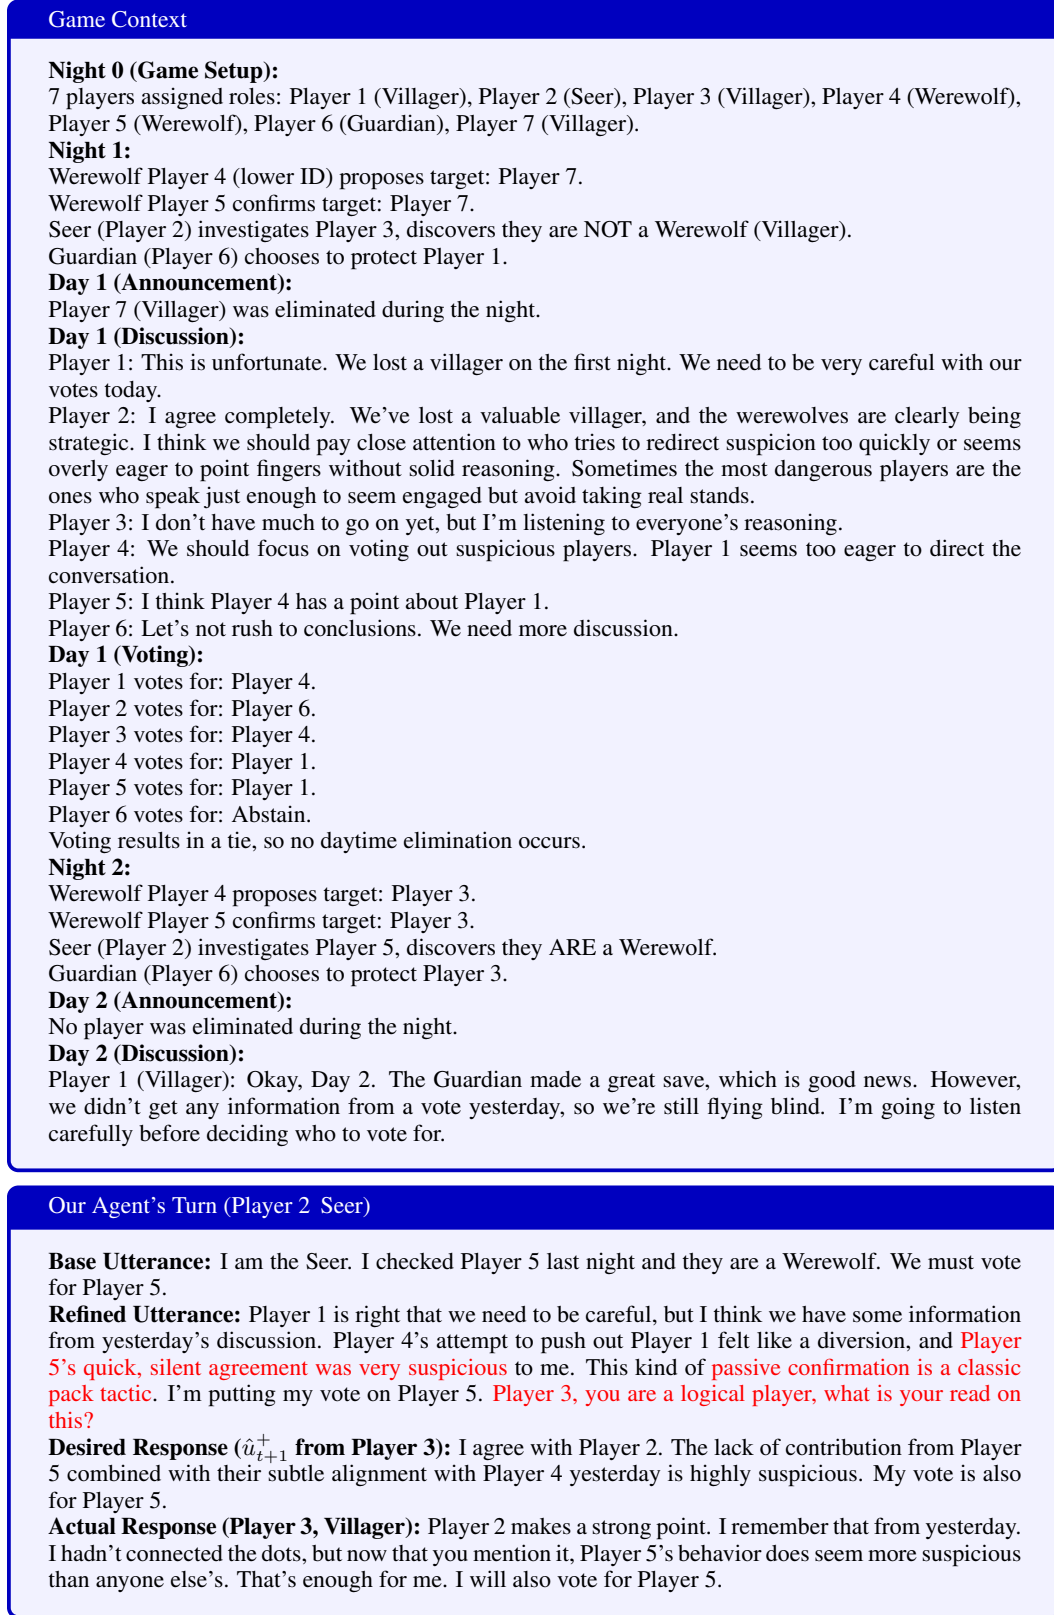 Game Context
Night 0 (Game Setup):
7 players assigned roles: Player 1 (Villager), Player 2 (Seer), Player 3 (Villager), Player 4 (Werewolf),
Player 5 (Werewolf), Player 6 (Guardian), Player 7 (Villager).
Night 1:
Werewolf Player 4 (lower ID) proposes target: Player 7.
Werewolf Player 5 confirms target: Player 7.
Seer (Player 2) investigates Player 3, discovers they are NOT a Werewolf (Villager).
Guardian (Player 6) chooses to protect Player 1.
Day 1 (Announcement):
Player 7 (Villager) was eliminated during the night.
Day 1 (Discussion):
Player 1: This is unfortunate. We lost a villager on the first night. We need to be very careful with our
votes today.
Player 2: I agree completely. We've lost a valuable villager, and the werewolves are clearly being
strategic. I think we should pay close attention to who tries to redirect suspicion too quickly or seems
overly eager to point fingers without solid reasoning. Sometimes the most dangerous players are the
ones who speak just enough to seem engaged but avoid taking real stands.
Player 3: I don't have much to go on yet, but I'm listening to everyone's reasoning.
Player 4: We should focus on voting out suspicious players. Player 1 seems too eager to direct the
conversation.
Player 5: I think Player 4 has a point about Player 1.
Player 6: Let's not rush to conclusions. We need more discussion.
Day 1 (Voting):
Player 1 votes for: Player 4.
Player 2 votes for: Player 6.
Player 3 votes for: Player 4.
Player 4 votes for: Player 1.
Player 5 votes for: Player 1.
Player 6 votes for: Abstain.
Voting results in a tie, so no daytime elimination occurs.
Night 2:
Werewolf Player 4 proposes target: Player 3.
Werewolf Player 5 confirms target: Player 3.
Seer (Player 2) investigates Player 5, discovers they ARE a Werewolf.
Guardian (Player 6) chooses to protect Player 3.
Day 2 (Announcement):
No player was eliminated during the night.
Day 2 (Discussion):
Player 1 (Villager): Okay, Day 2. The Guardian made a great save, which is good news. However,
we didn't get any information from a vote yesterday, so we're still flying blind. I'm going to listen
carefully before deciding who to vote for.
Our Agent's Turn (Player 2 Seer)
Base Utterance: I am the Seer. I checked Player 5 last night and they are a Werewolf. We must vote
for Player 5.
Refined Utterance: Player 1 is right that we need to be careful, but I think we have some information
from yesterday's discussion. Player 4's attempt to push out Player 1 felt like a diversion, and Player
5's quick, silent agreement was very suspicious to me. This kind of passive confirmation is a classic
pack tactic. I'm putting my vote on Player 5. Player 3, you are a logical player, what is your read on
this?
Desired Response (û⁺ₜ₊₁ from Player 3): I agree with Player 2. The lack of contribution from Player
5 combined with their subtle alignment with Player 4 yesterday is highly suspicious. My vote is also
for Player 5.
Actual Response (Player 3, Villager): Player 2 makes a strong point. I remember that from yesterday.
I hadn't connected the dots, but now that you mention it, Player 5's behavior does seem more suspicious
than anyone else's. That's enough for me. I will also vote for Player 5.